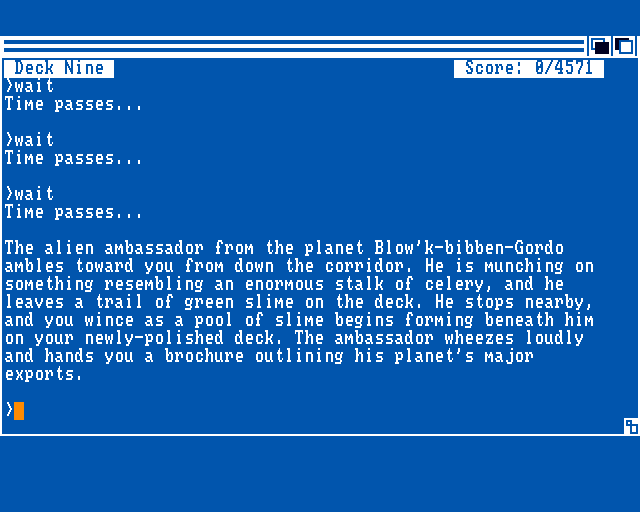 Deck Nine Score: 0/4571
>wait
Time passes...
>wait
Time passes...
>wait
Time passes...
The alien ambassador from the planet Blow'k-bibben-Gordo
ambles toward you from down the corridor. He is munching on
something resembling an enormous stalk of celery, and he
leaves a trail of green slime on the deck. He stops nearby,
and you wince as a pool of slime begins forming beneath him
on your newly-polished deck. The ambassador wheezes loudly
and hands you a brochure outlining his planet's major
exports.
>